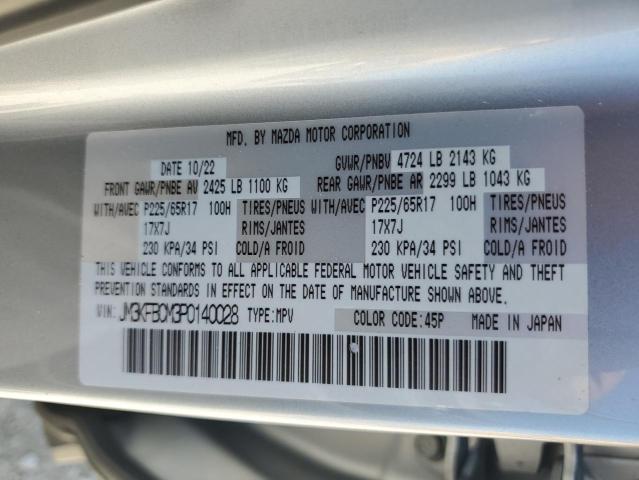 MFD. BY MAZDA MOTOR CORPORATION
DATE 10/22 GVWR/PNBV 4724 LB 2143 KG
FRONT GAWR/PNBE AV 2425 LB 1100 KG REAR GAWR/PNBE AR 2299 LB 1043 KG
WITH/AVEC P225/65R17 100H TIRES/PNEUS WITH/AVEC P225/65R17 100H TIRES/PNEUS
17X7J RIMS/JANTES 17X7J RIMS/JANTES
230 KPA/34 PSI COLD/A FROID 230 KPA/34 PSI COLD/A FROID
THIS VEHICLE CONFORMS TO ALL APPLICABLE FEDERAL MOTOR VEHICLE SAFETY AND THEFT
PREVENTION STANDARDS IN EFFECT ON THE DATE OF MANUFACTURE SHOWN ABOVE.
VIN: JM3KFBCM3P0140028 TYPE:MPV COLOR CODE:45P MADE IN JAPAN